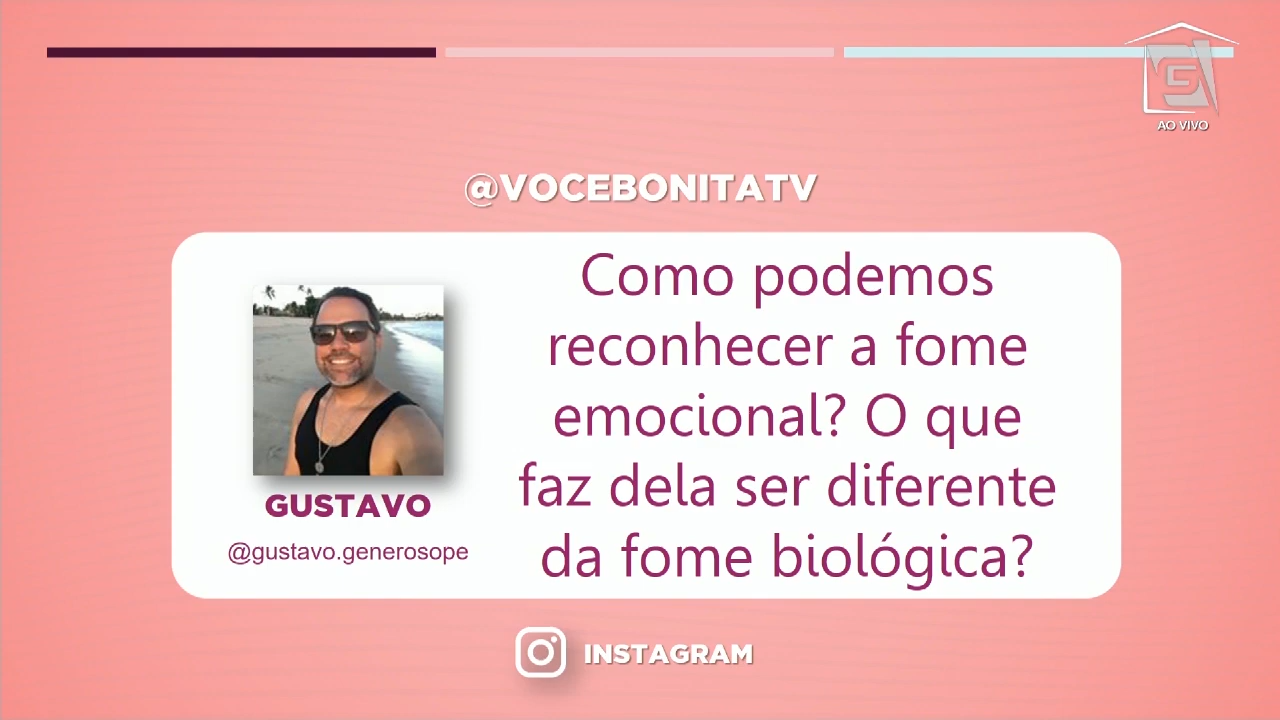 AO VIVO
@VOCEBONITATV
Como podemos
reconhecer a fome
emocional? O que
faz dela ser diferente
da fome biológica?
GUSTAVO
@gustavo.generosope
INSTAGRAM